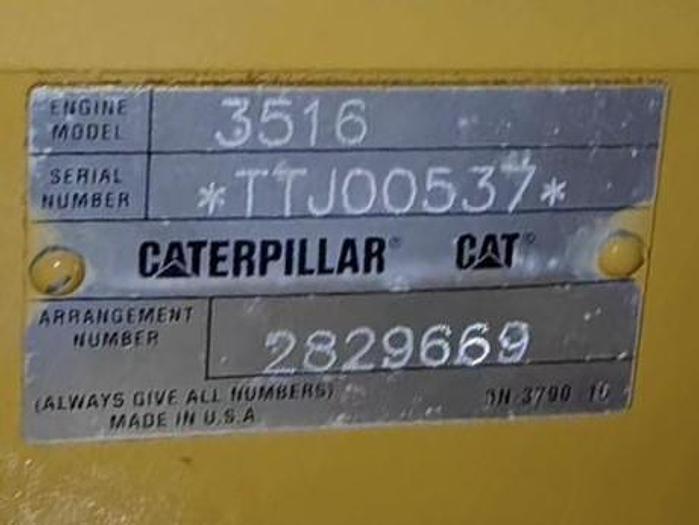 ENGINE MODEL 3516
SERIAL NUMBER *TTJ00537*
CATERPILLAR® CAT®
ARRANGEMENT NUMBER 2829669
(ALWAYS GIVE ALL NUMBERS)
MADE IN U.S.A